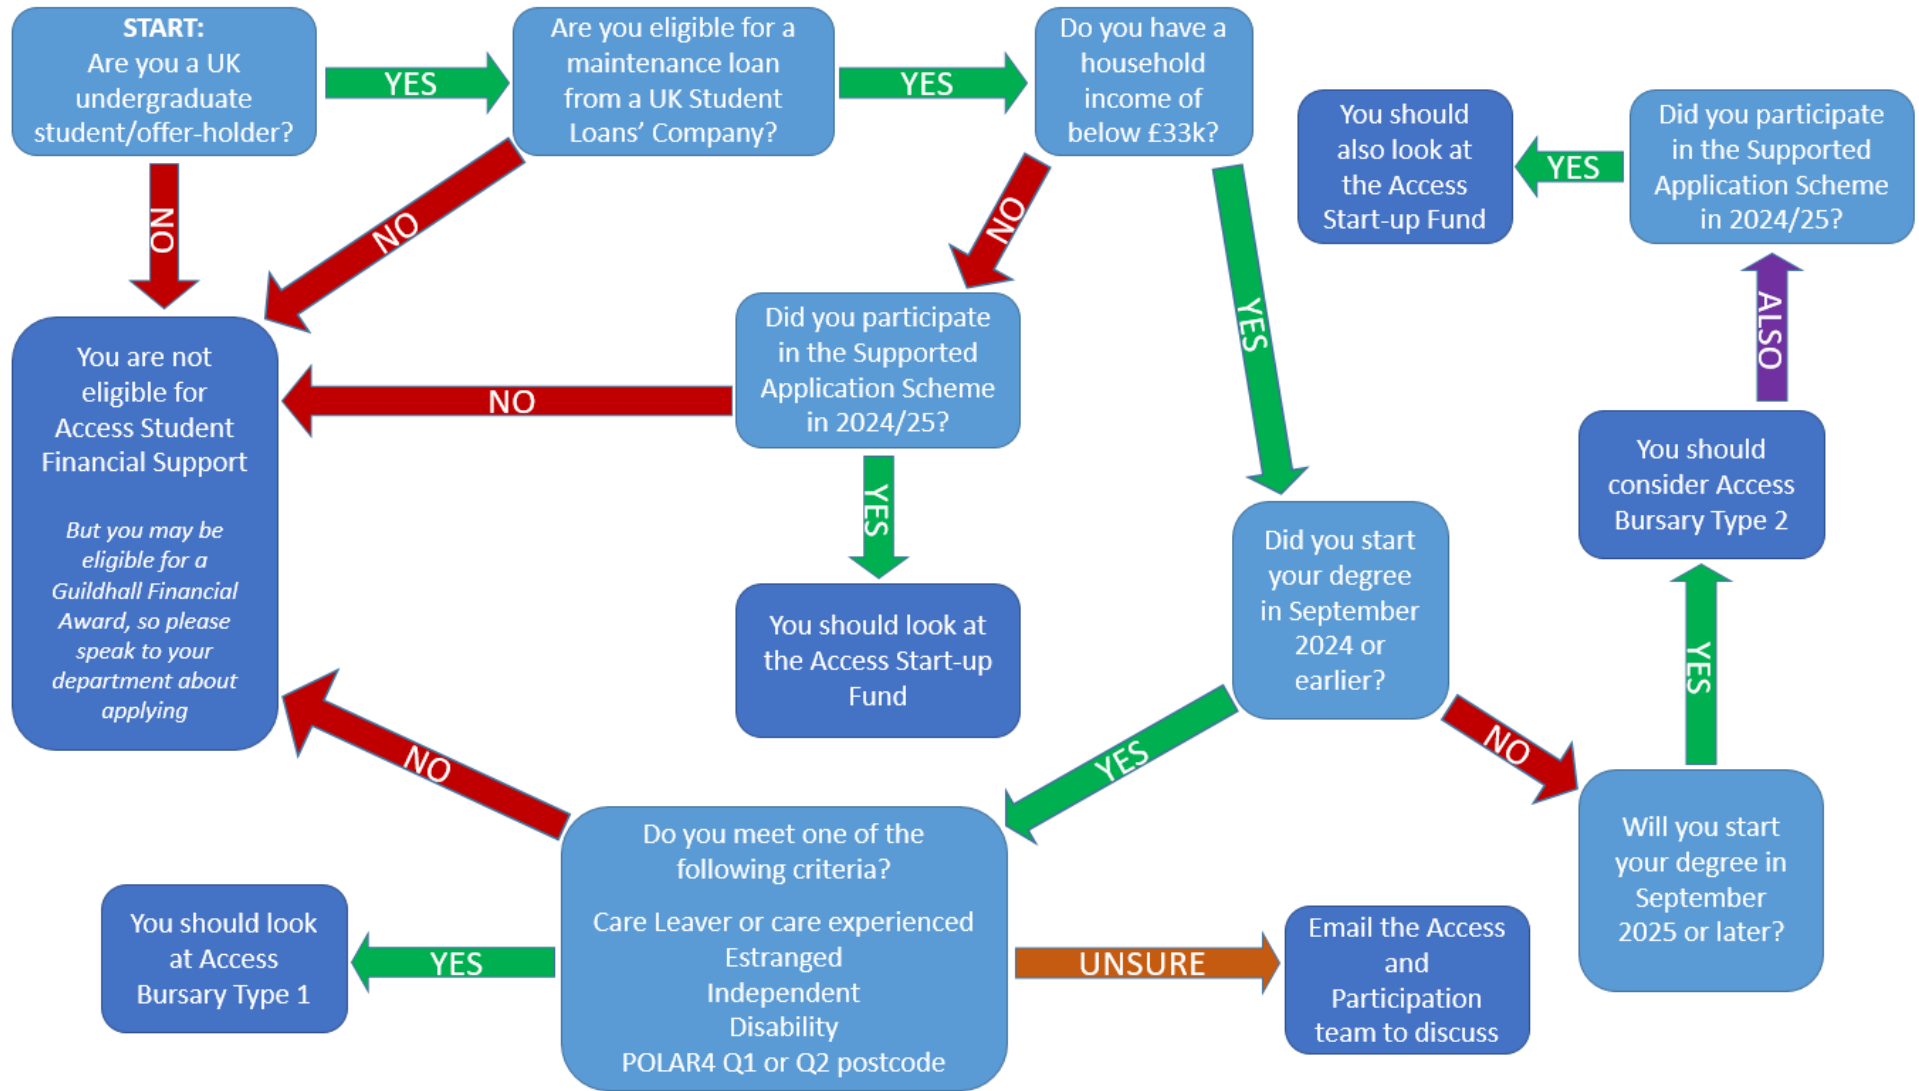 START:
Are you a UK
undergraduate
student/offer-holder?
YES
Are you eligible for a
maintenance loan
from a UK Student
Loans’ Company?
YES
Do you have a
household
income of
below £33k?
You should
also look at
the Access
Start-up Fund
YES
Did you participate
in the Supported
Application Scheme
in 2024/25?
NO
NO
NO
YES
ALSO
You are not
eligible for
Access Student
Financial Support
But you may be
eligible for a
Guildhall Financial
Award, so please
speak to your
department about
applying
NO
Did you participate
in the Supported
Application Scheme
in 2024/25?
YES
You should look at
the Access Start-up
Fund
Did you start
your degree
in September
2024 or
earlier?
You should
consider Access
Bursary Type 2
YES
NO
YES
NO
Will you start
your degree in
September
2025 or later?
Do you meet one of the
following criteria?
Care Leaver or care experienced
Estranged
Independent
Disability
POLAR4 Q1 or Q2 postcode
YES
You should look
at Access
Bursary Type 1
UNSURE
Email the Access
and
Participation
team to discuss